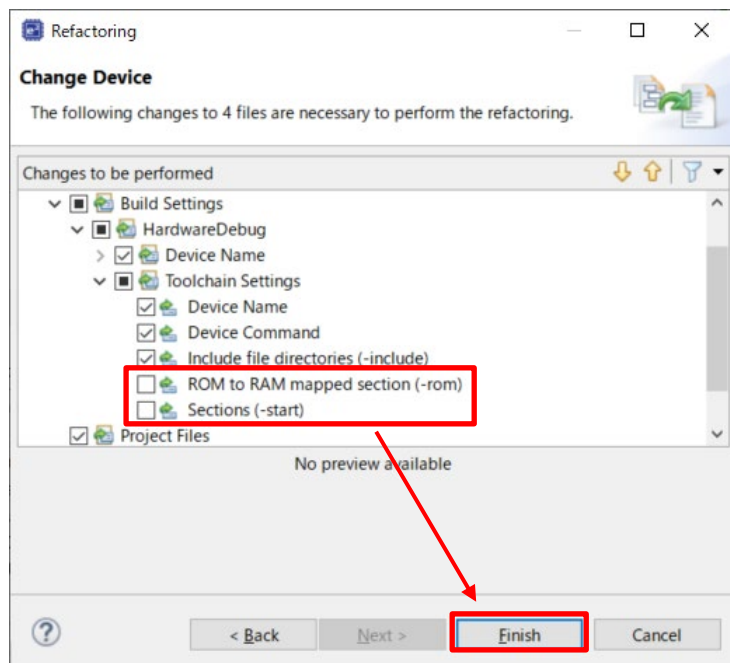 Refactoring
Change Device
The following changes to 4 files are necessary to perform the refactoring.
Changes to be performed
Build Settings
HardwareDebug
Device Name
Toolchain Settings
Device Name
Device Command
Include file directories (-include)
ROM to RAM mapped section (-rom)
Sections (-start)
Project Files
No preview available
< Back Next > Finish Cancel